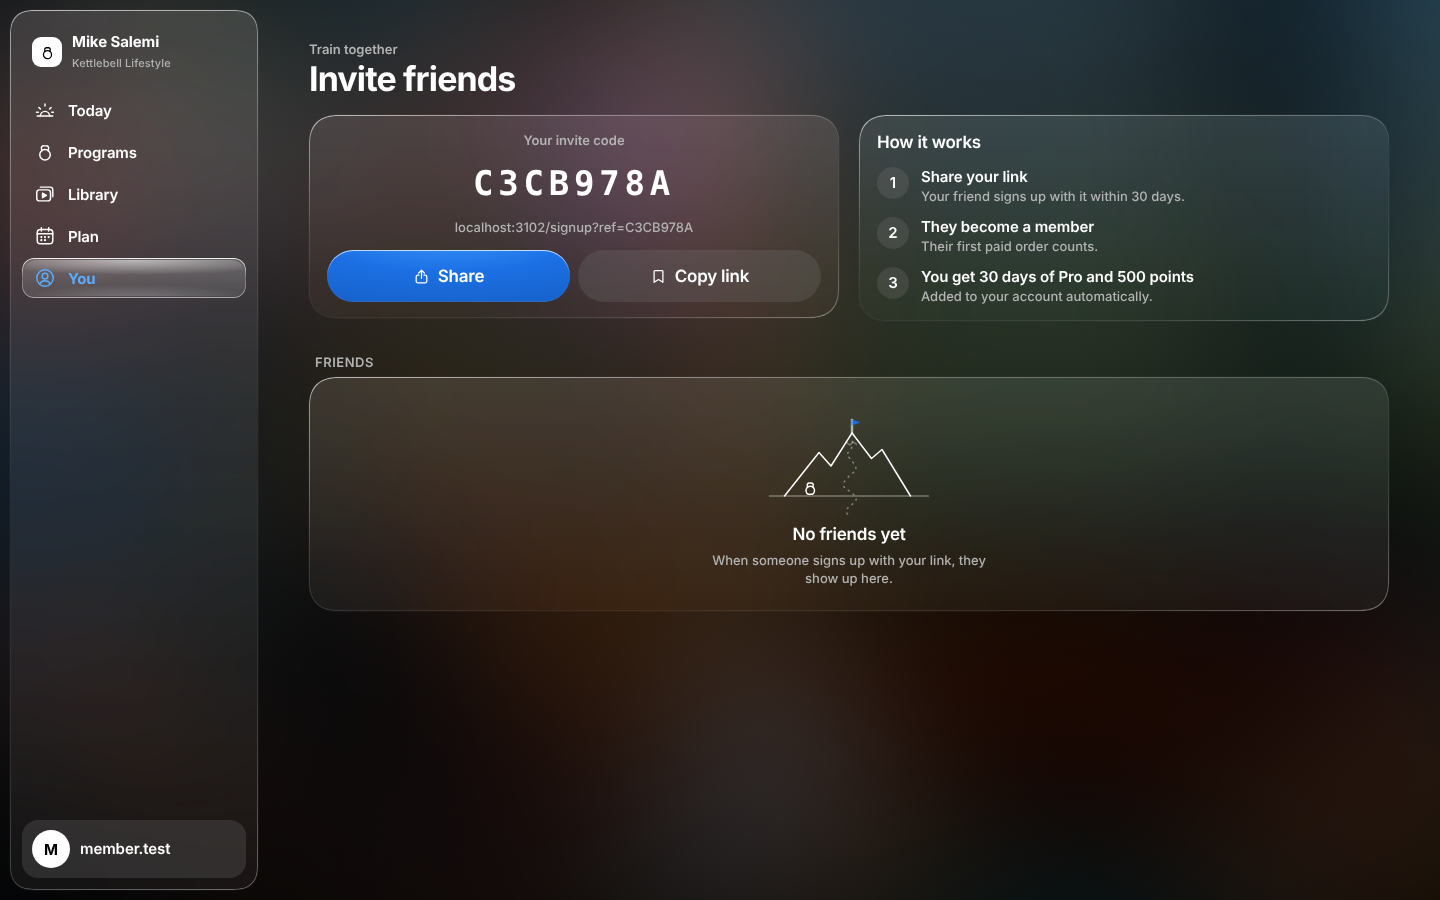 Mike Salemi
Kettlebell Lifestyle
Today
Programs
Library
Plan
You
M
member.test
Train together
Invite friends
Your invite code
C3CB978A
localhost:3102/signup?ref=C3CB978A
Share
Copy link
How it works
1
Share your link
Your friend signs up with it within 30 days.
2
They become a member
Their first paid order counts.
3
You get 30 days of Pro and 500 points
Added to your account automatically.
FRIENDS
No friends yet
When someone signs up with your link, they
show up here.